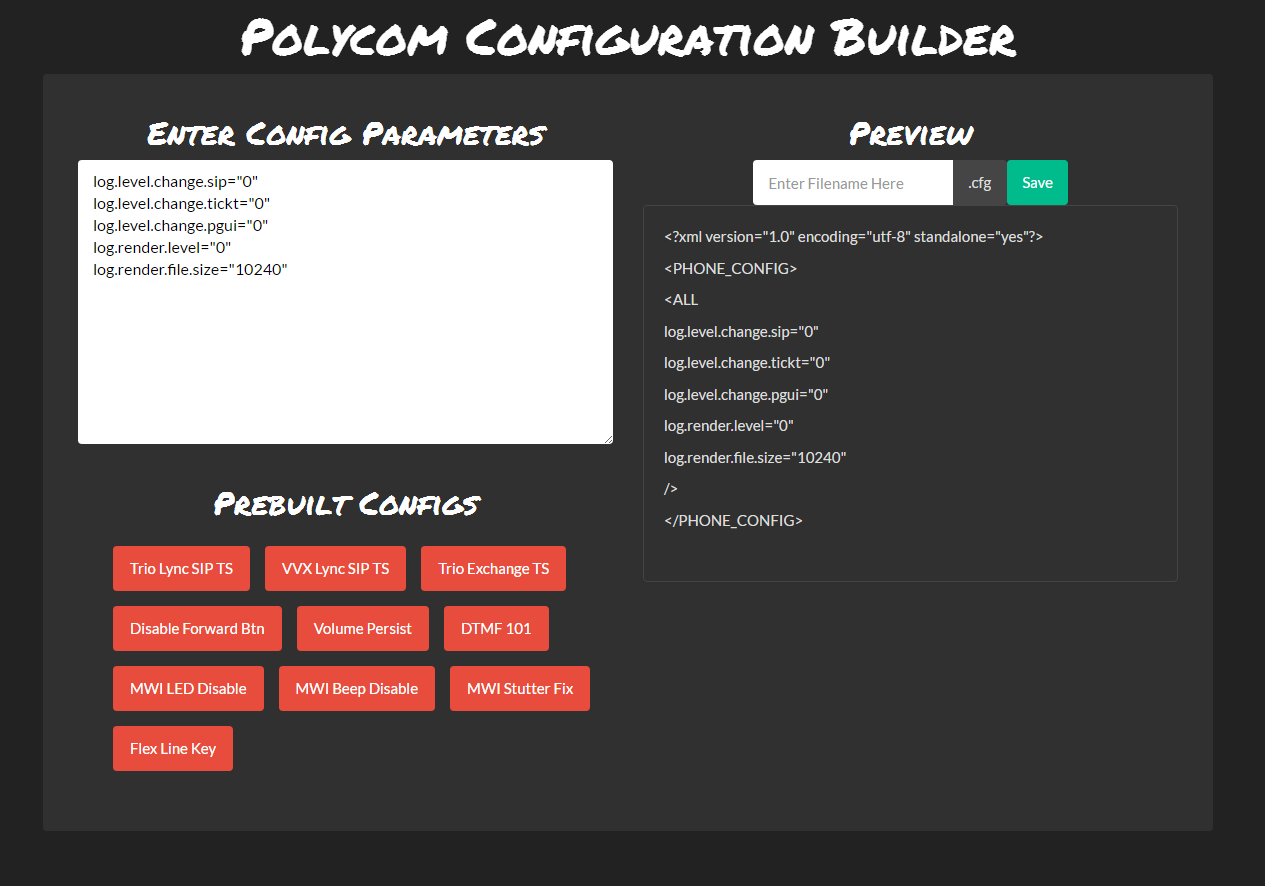 Polycom Configuration Builder
Enter Config Parameters
log.level.change.sip="0"
log.level.change.tickt="0"
log.level.change.pgui="0"
log.render.level="0"
log.render.file.size="10240"
Prebuilt Configs
Trio Lync SIP TS VVX Lync SIP TS Trio Exchange TS
Disable Forward Btn Volume Persist DTMF 101
MWI LED Disable MWI Beep Disable MWI Stutter Fix
Flex Line Key
Preview
Enter Filename Here .cfg Save
<?xml version="1.0" encoding="utf-8" standalone="yes"?>
<PHONE_CONFIG>
<ALL
log.level.change.sip="0"
log.level.change.tickt="0"
log.level.change.pgui="0"
log.render.level="0"
log.render.file.size="10240"
/>
</PHONE_CONFIG>